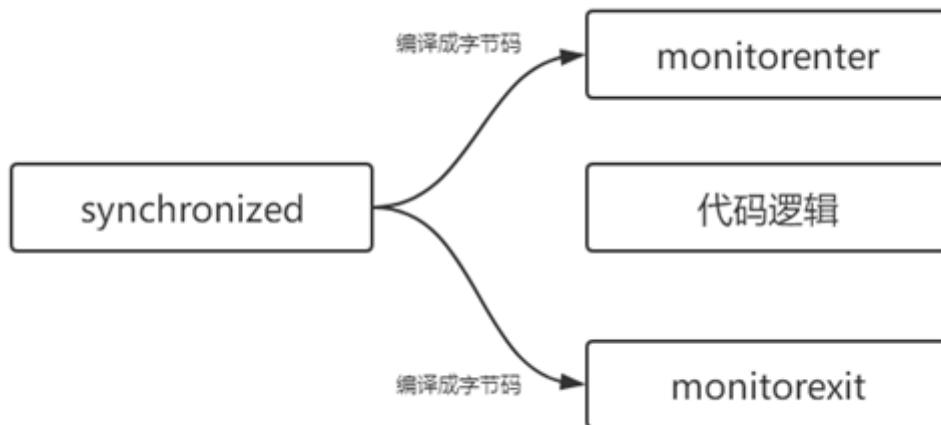 编译成字节码
monitorenter
synchronized
代码逻辑
编译成字节码
monitorexit